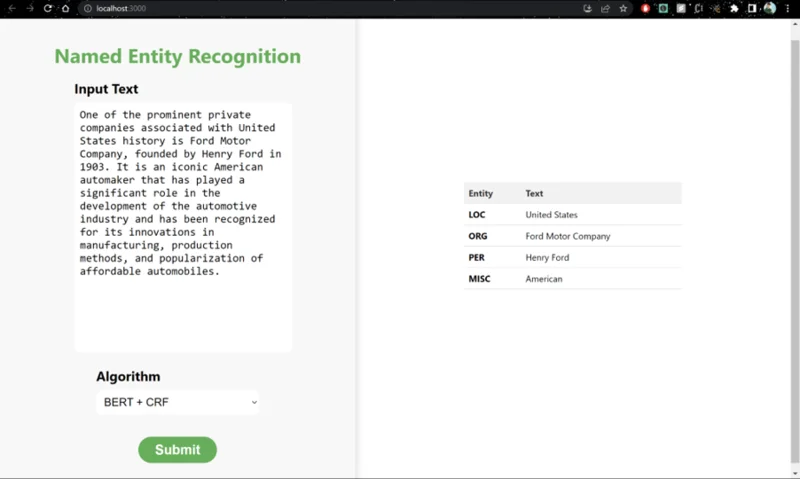 localhost:3000
Named Entity Recognition
Input Text
One of the prominent private
companies associated with United
States history is Ford Motor
Company, founded by Henry Ford in
1903. It is an iconic American
automaker that has played a
significant role in the
development of the automotive
industry and has been recognized
for its innovations in
manufacturing, production
methods, and popularization of
affordable automobiles.
Algorithm
BERT + CRF
Submit
Entity Text
LOC United States
ORG Ford Motor Company
PER Henry Ford
MISC American